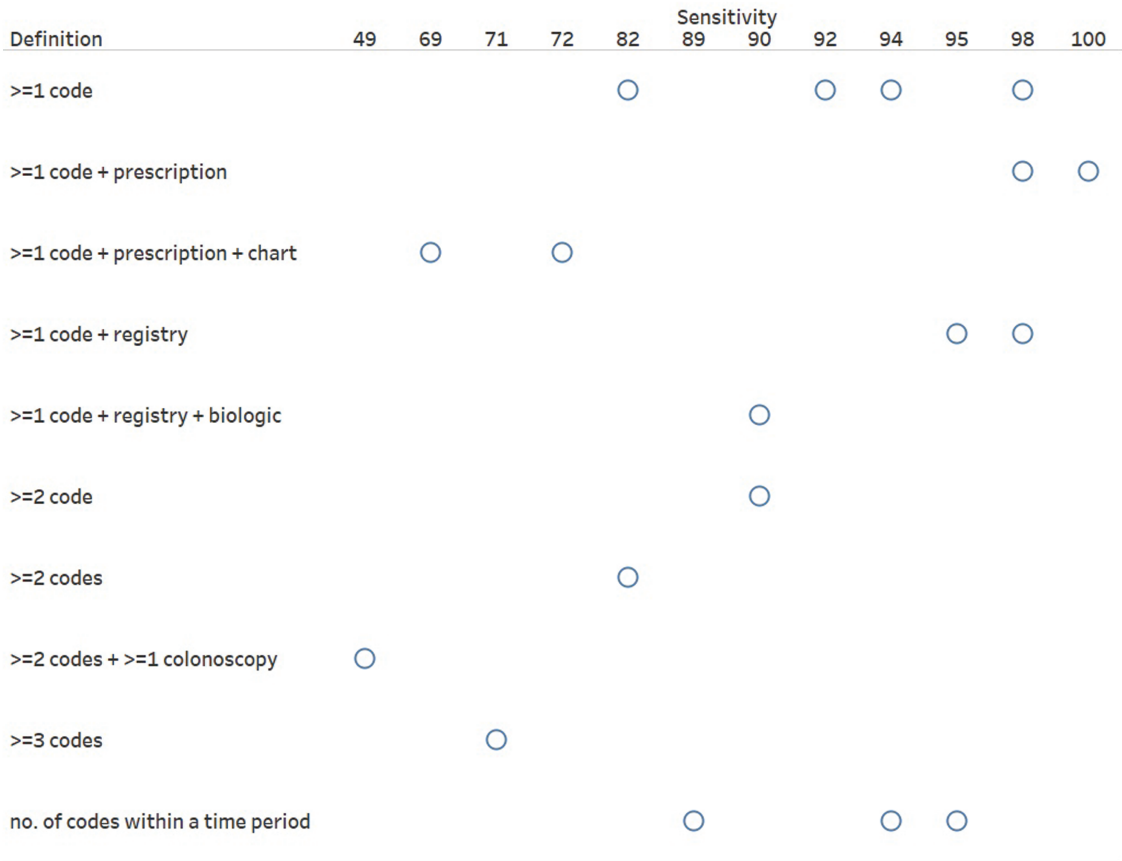 Sensitivity
Definition 49 69 71 72 82 89 90 92 94 95 98 100
>=1 code
>=1 code + prescription
>=1 code + prescription + chart
>=1 code + registry
>=1 code + registry + biologic
>=2 code
>=2 codes
>=2 codes + >=1 colonoscopy
>=3 codes
no. of codes within a time period